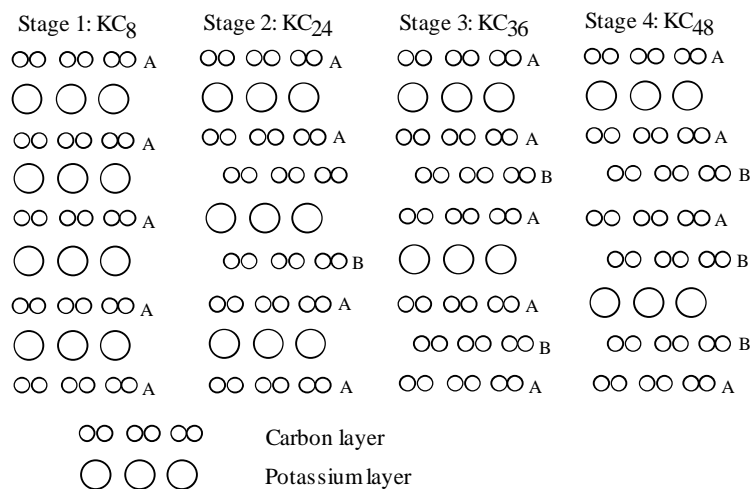 Stage 1: KC8 Stage 2: KC24 Stage 3: KC36 Stage 4: KC48
A A A A
A A A A
B B
A A A
B B
A A A
B B
A A A A
Carbon layer
Potassium layer